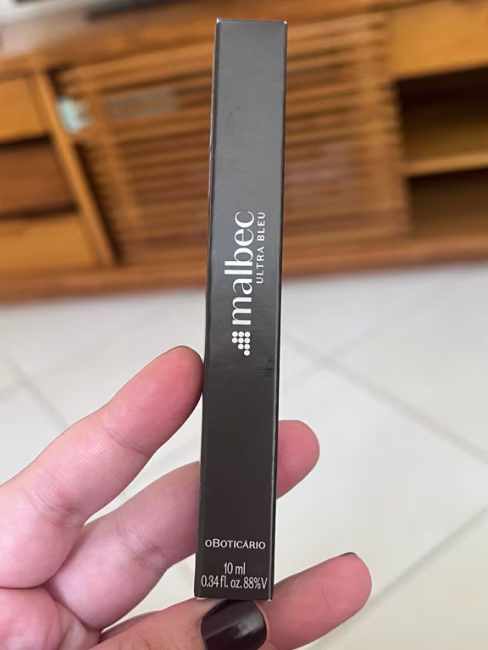 malbec
ULTRA BLEU
oBOTICÁRIO
10 ml
0.34 fl. oz. 88%V